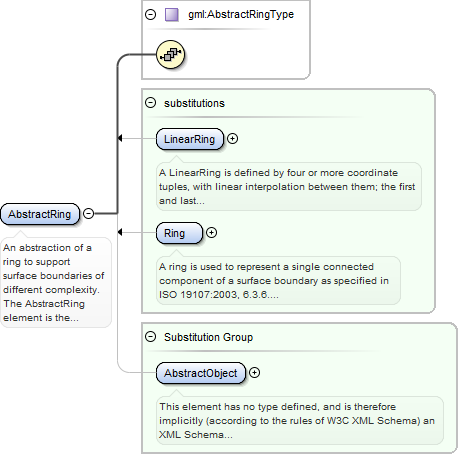 gml:AbstractRingType
substitutions
LinearRing
A LinearRing is defined by four or more coordinate
tuples, with linear interpolation between them; the first
and last...
AbstractRing
Ring
An abstraction of a
ring to support
surface boundaries of
different complexity.
The AbstractRing
element is the...
A ring is used to represent a single connected
component of a surface boundary as specified in
ISO 19107:2003, 6.3.6....
Substitution Group
AbstractObject
This element has no type defined, and is therefore
implicitly (according to the rules of W3C XML Schema) an
XML Schema...